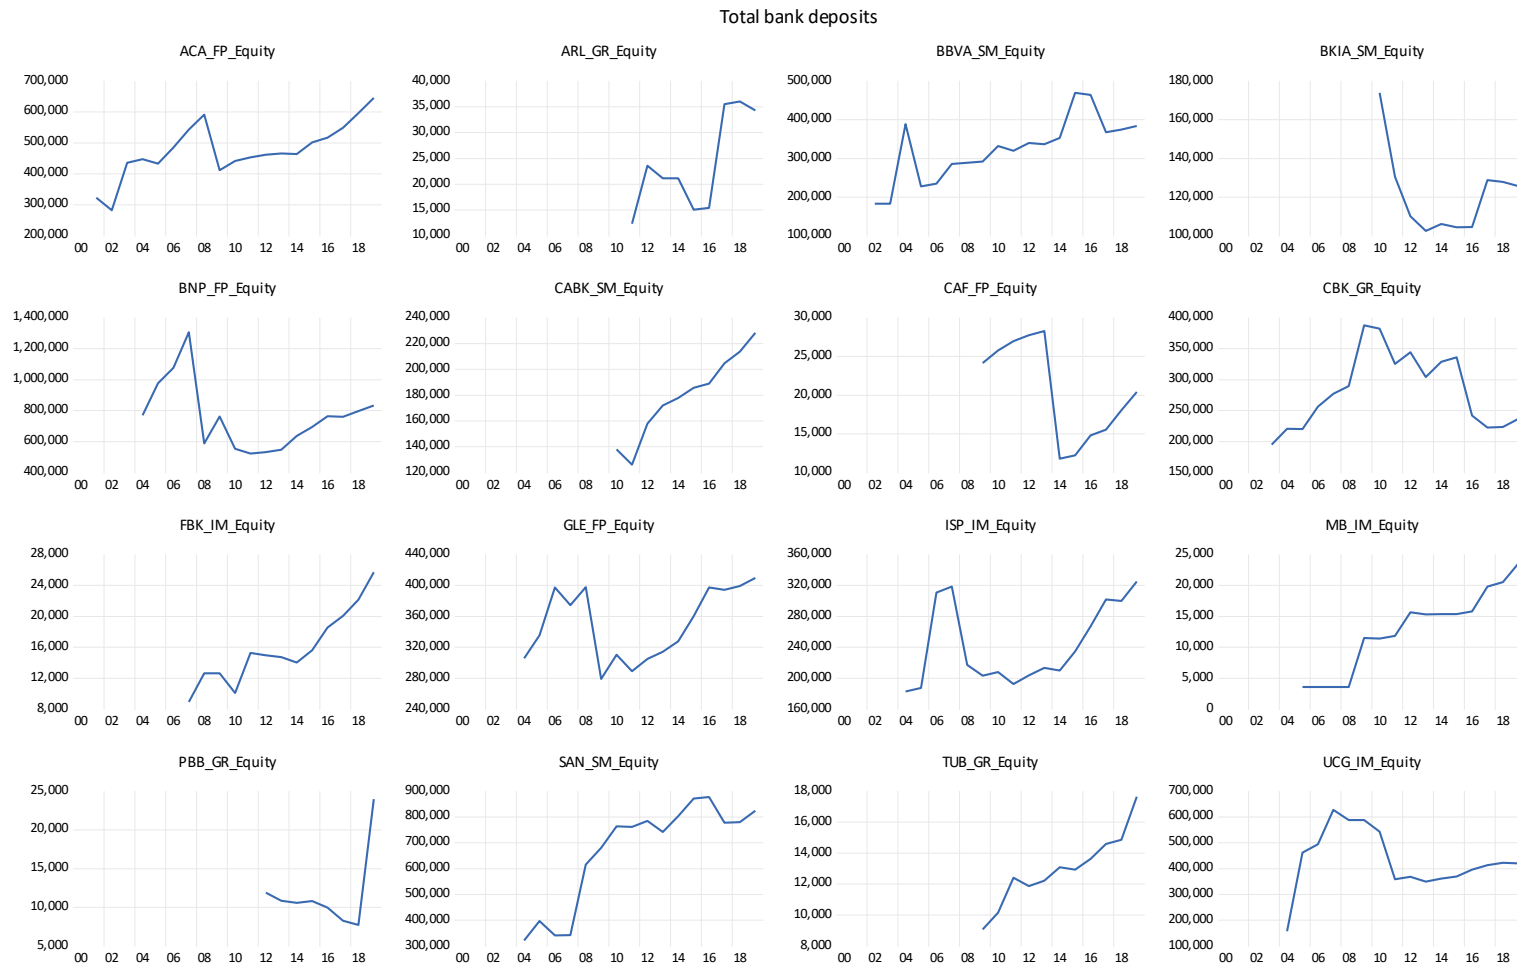 Total bank deposits
ACA_FP_Equity ARL_GR_Equity BBVA_SM_Equity BKIA_SM_Equity
700,000 40,000 500,000 180,000
600,000 35,000 400,000 160,000
500,000 30,000 300,000 140,000
400,000 25,000 200,000 120,000
300,000 20,000 100,000 100,000
200,000 15,000
10,000
00 02 04 06 08 10 12 14 16 18 00 02 04 06 08 10 12 14 16 18 00 02 04 06 08 10 12 14 16 18 00 02 04 06 08 10 12 14 16 18
BNP_FP_Equity CABK_SM_Equity CAF_FP_Equity CBK_GR_Equity
1,400,000 240,000 30,000 400,000
1,200,000 220,000 25,000 350,000
1,000,000 200,000 20,000 300,000
800,000 180,000 15,000 250,000
600,000 160,000 10,000 200,000
400,000 140,000 150,000
120,000
00 02 04 06 08 10 12 14 16 18 00 02 04 06 08 10 12 14 16 18 00 02 04 06 08 10 12 14 16 18 00 02 04 06 08 10 12 14 16 18
FBK_IM_Equity GLE_FP_Equity ISP_IM_Equity MB_IM_Equity
28,000 440,000 360,000 25,000
24,000 400,000 320,000 20,000
20,000 360,000 280,000 15,000
16,000 320,000 240,000 10,000
12,000 280,000 200,000 5,000
8,000 240,000 160,000 0
00 02 04 06 08 10 12 14 16 18 00 02 04 06 08 10 12 14 16 18 00 02 04 06 08 10 12 14 16 18 00 02 04 06 08 10 12 14 16 18
PBB_GR_Equity SAN_SM_Equity TUB_GR_Equity UCG_IM_Equity
25,000 900,000 18,000 700,000
20,000 800,000 16,000 600,000
15,000 700,000 14,000 500,000
10,000 600,000 12,000 400,000
5,000 500,000 10,000 300,000
400,000 8,000 200,000
300,000 100,000
00 02 04 06 08 10 12 14 16 18 00 02 04 06 08 10 12 14 16 18 00 02 04 06 08 10 12 14 16 18 00 02 04 06 08 10 12 14 16 18